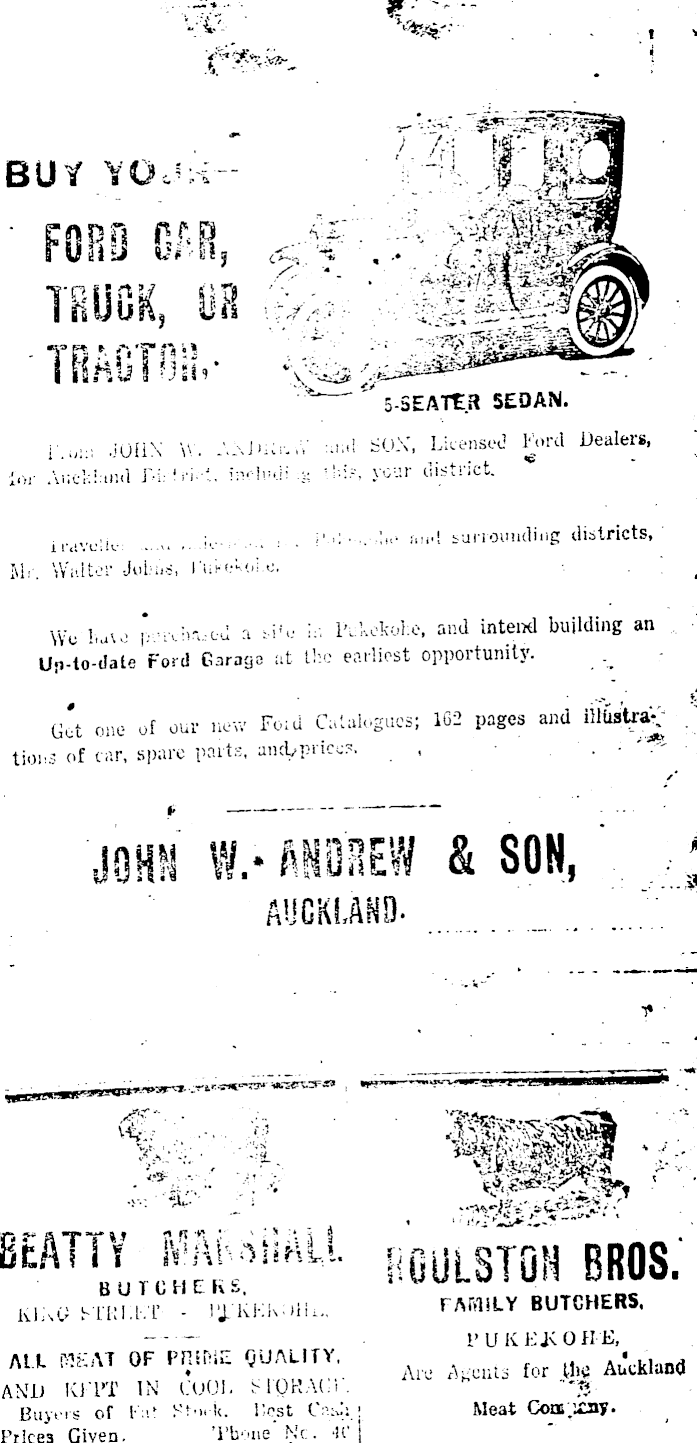 BUY YOUR—
FORD CAR,
TRUCK, OR
TRACTOR.
5-SEATER SEDAN.
From JOHN W. ANDREW and SON, Licensed Ford Dealers,
for Auckland District, including this, your district.
Traveller and Pukekohe and surrounding districts,
Mr. Walter Johns, Pukekohe.
We have purchased a site in Pukekohe, and intend building an
Up-to-date Ford Garage at the earliest opportunity.
Get one of our new Ford Catalogues; 162 pages and illustra-
tions of car, spare parts, and prices.
JOHN W. ANDREW & SON,
AUCKLAND.
BEATTY MARSHALL
BUTCHERS,
KING STREET - PUKEKOHE.
ALL MEAT OF PRIME QUALITY,
AND KEPT IN COOL STORAGE.
Buyers of Fat Stock. Best Cash
Prices Given. 'Phone No. 40
ROULSTON BROS.
FAMILY BUTCHERS,
PUKEKOHE,
Are Agents for the Auckland
Meat Company.